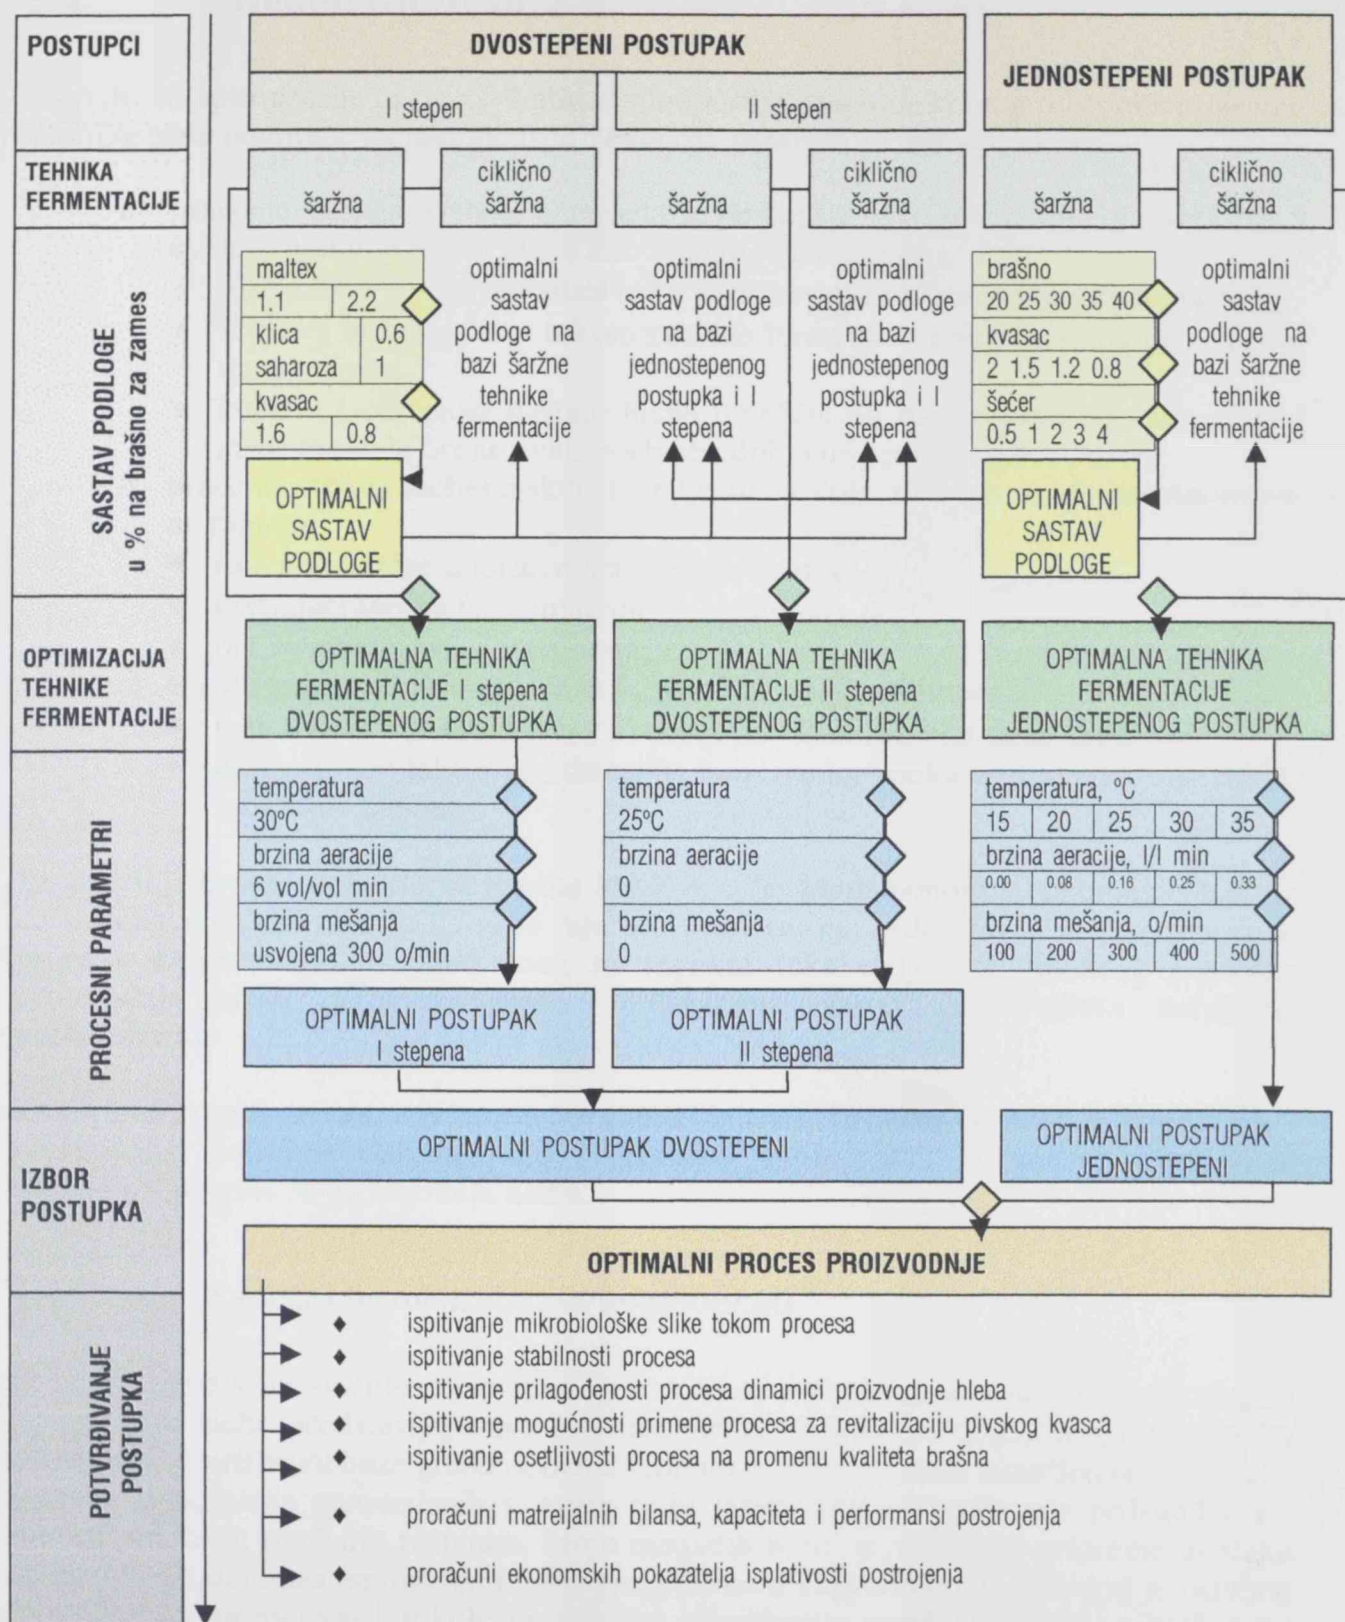 POSTUPCI
DVOSTEPENI POSTUPAK
I stepen
II stepen
JEDNOSTEPENI POSTUPAK
TEHNIKA
FERMENTACIJE
šaržna
ciklično
šaržna
šaržna
ciklično
šaržna
šaržna
ciklično
šaržna
SASTAV PODLOGE
u % na brašno za zames
maltex
1.1 2.2
klica 0.6
saharoza 1
kvasac
1.6 0.8
optimalni
sastav
podloge na
bazi šaržne
tehnike
fermentacije
optimalni
sastav podloge
na bazi
jednostepenog
postupka i I
stepena
optimalni
sastav podloge
na bazi
jednostepenog
postupka i I
stepena
brašno
20 25 30 35 40
kvasac
2 1.5 1.2 0.8
šećer
0.5 1 2 3 4
optimalni
sastav
podloge na
bazi šaržne
tehnike
fermentacije
OPTIMALNI
SASTAV
PODLOGE
OPTIMALNI
SASTAV
PODLOGE
OPTIMIZACIJA
TEHNIKE
FERMENTACIJE
OPTIMALNA TEHNIKA
FERMENTACIJE I stepena
DVOSTEPENOG POSTUPKA
OPTIMALNA TEHNIKA
FERMENTACIJE II stepena
DVOSTEPENOG POSTUPKA
OPTIMALNA TEHNIKA
FERMENTACIJE
JEDNOSTEPENOG POSTUPKA
PROCESNI PARAMETRI
temperatura
30ºC
brzina aeracije
6 vol/vol min
brzina mešanja
usvojena 300 o/min
temperatura
25ºC
brzina aeracije
0
brzina mešanja
0
temperatura, ºC
15 20 25 30 35
brzina aeracije, l/l min
0.00 0.08 0.16 0.25 0.33
brzina mešanja, o/min
100 200 300 400 500
OPTIMALNI POSTUPAK
I stepena
OPTIMALNI POSTUPAK
II stepena
IZBOR
POSTUPKA
OPTIMALNI POSTUPAK DVOSTEPENI
OPTIMALNI POSTUPAK
JEDNOSTEPENI
OPTIMALNI PROCES PROIZVODNJE
POTVRĐIVANJE
POSTUPKA
♦ ispitivanje mikrobiološke slike tokom procesa
♦ ispitivanje stabilnosti procesa
♦ ispitivanje prilagođenosti procesa dinamici proizvodnje hleba
♦ ispitivanje mogućnosti primene procesa za revitalizaciju pivskog kvasca
♦ ispitivanje osetljivosti procesa na promenu kvaliteta brašna
♦ proračuni matreijalnih bilansa, kapaciteta i performansi postrojenja
♦ proračuni ekonomskih pokazatelja isplativosti postrojenja